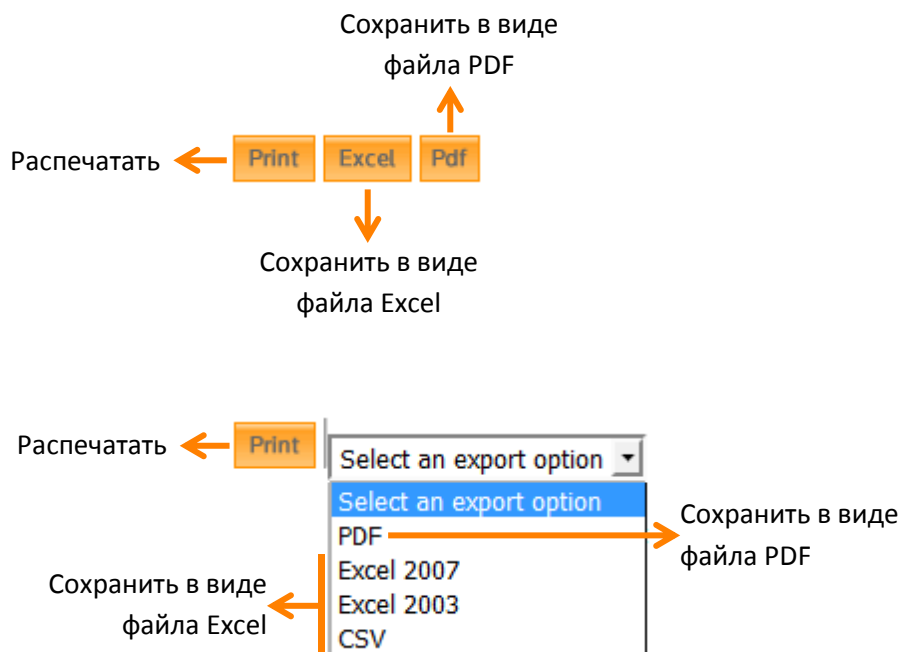 Сохранить в виде
файла PDF
Распечатать Print Excel Pdf
Сохранить в виде
файла Excel
Распечатать Print Select an export option
Select an export option
PDF
Сохранить в виде
файла PDF
Excel 2007
Excel 2003
CSV
Сохранить в виде
файла Excel